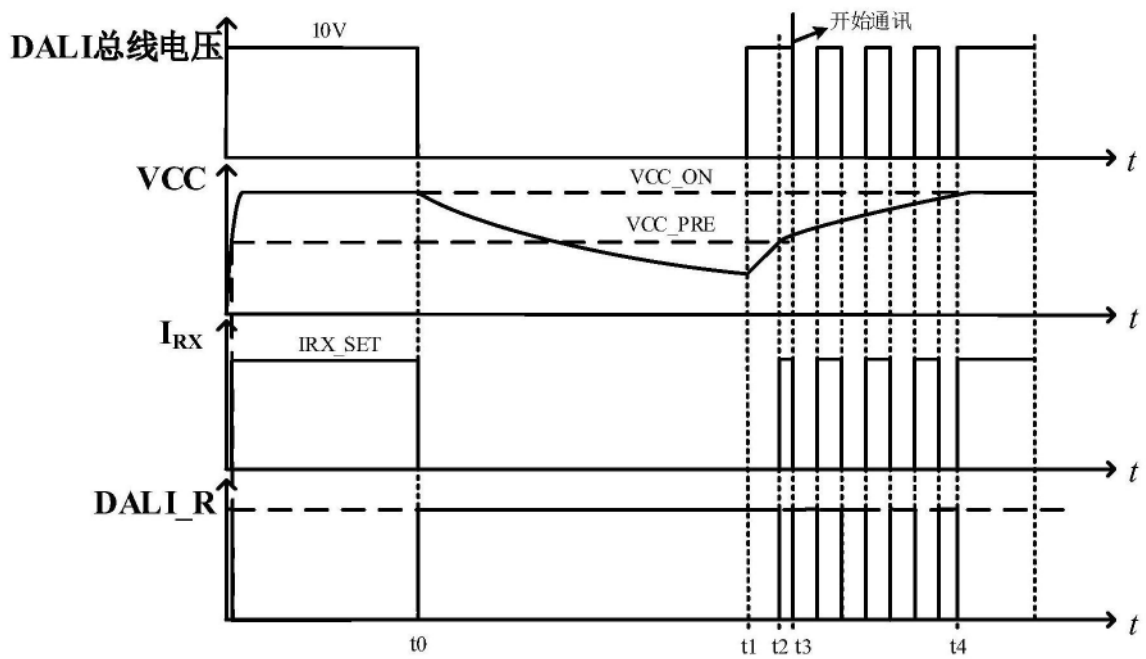 10V
开始通讯
DALI总线电压
t
VCC
VCC_ON
VCC_PRE
t
IRX
IRX_SET
t
DALI_R
t
t0
t1 t2 t3
t4